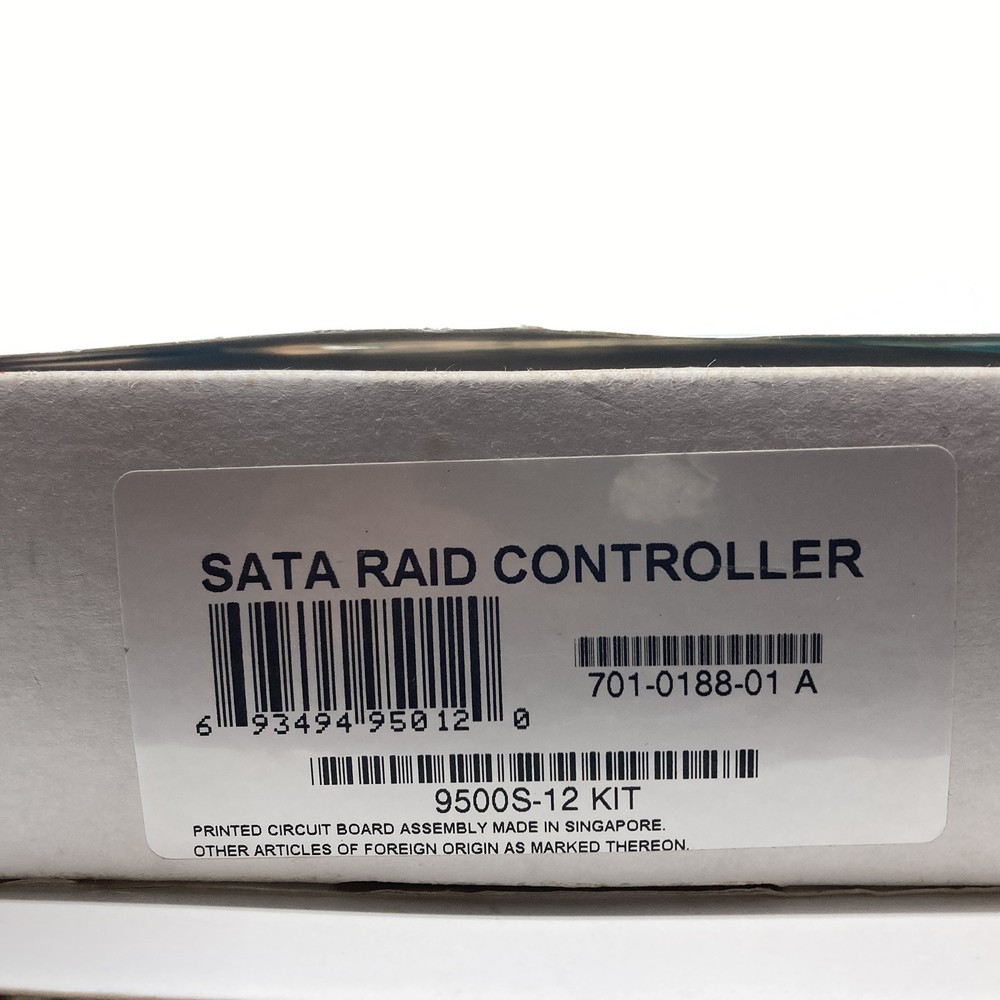 SATA RAID CONTROLLER
6 93494 95012 0
701-0188-01 A
9500S-12 KIT
PRINTED CIRCUIT BOARD ASSEMBLY MADE IN SINGAPORE.
OTHER ARTICLES OF FOREIGN ORIGIN AS MARKED THEREON.